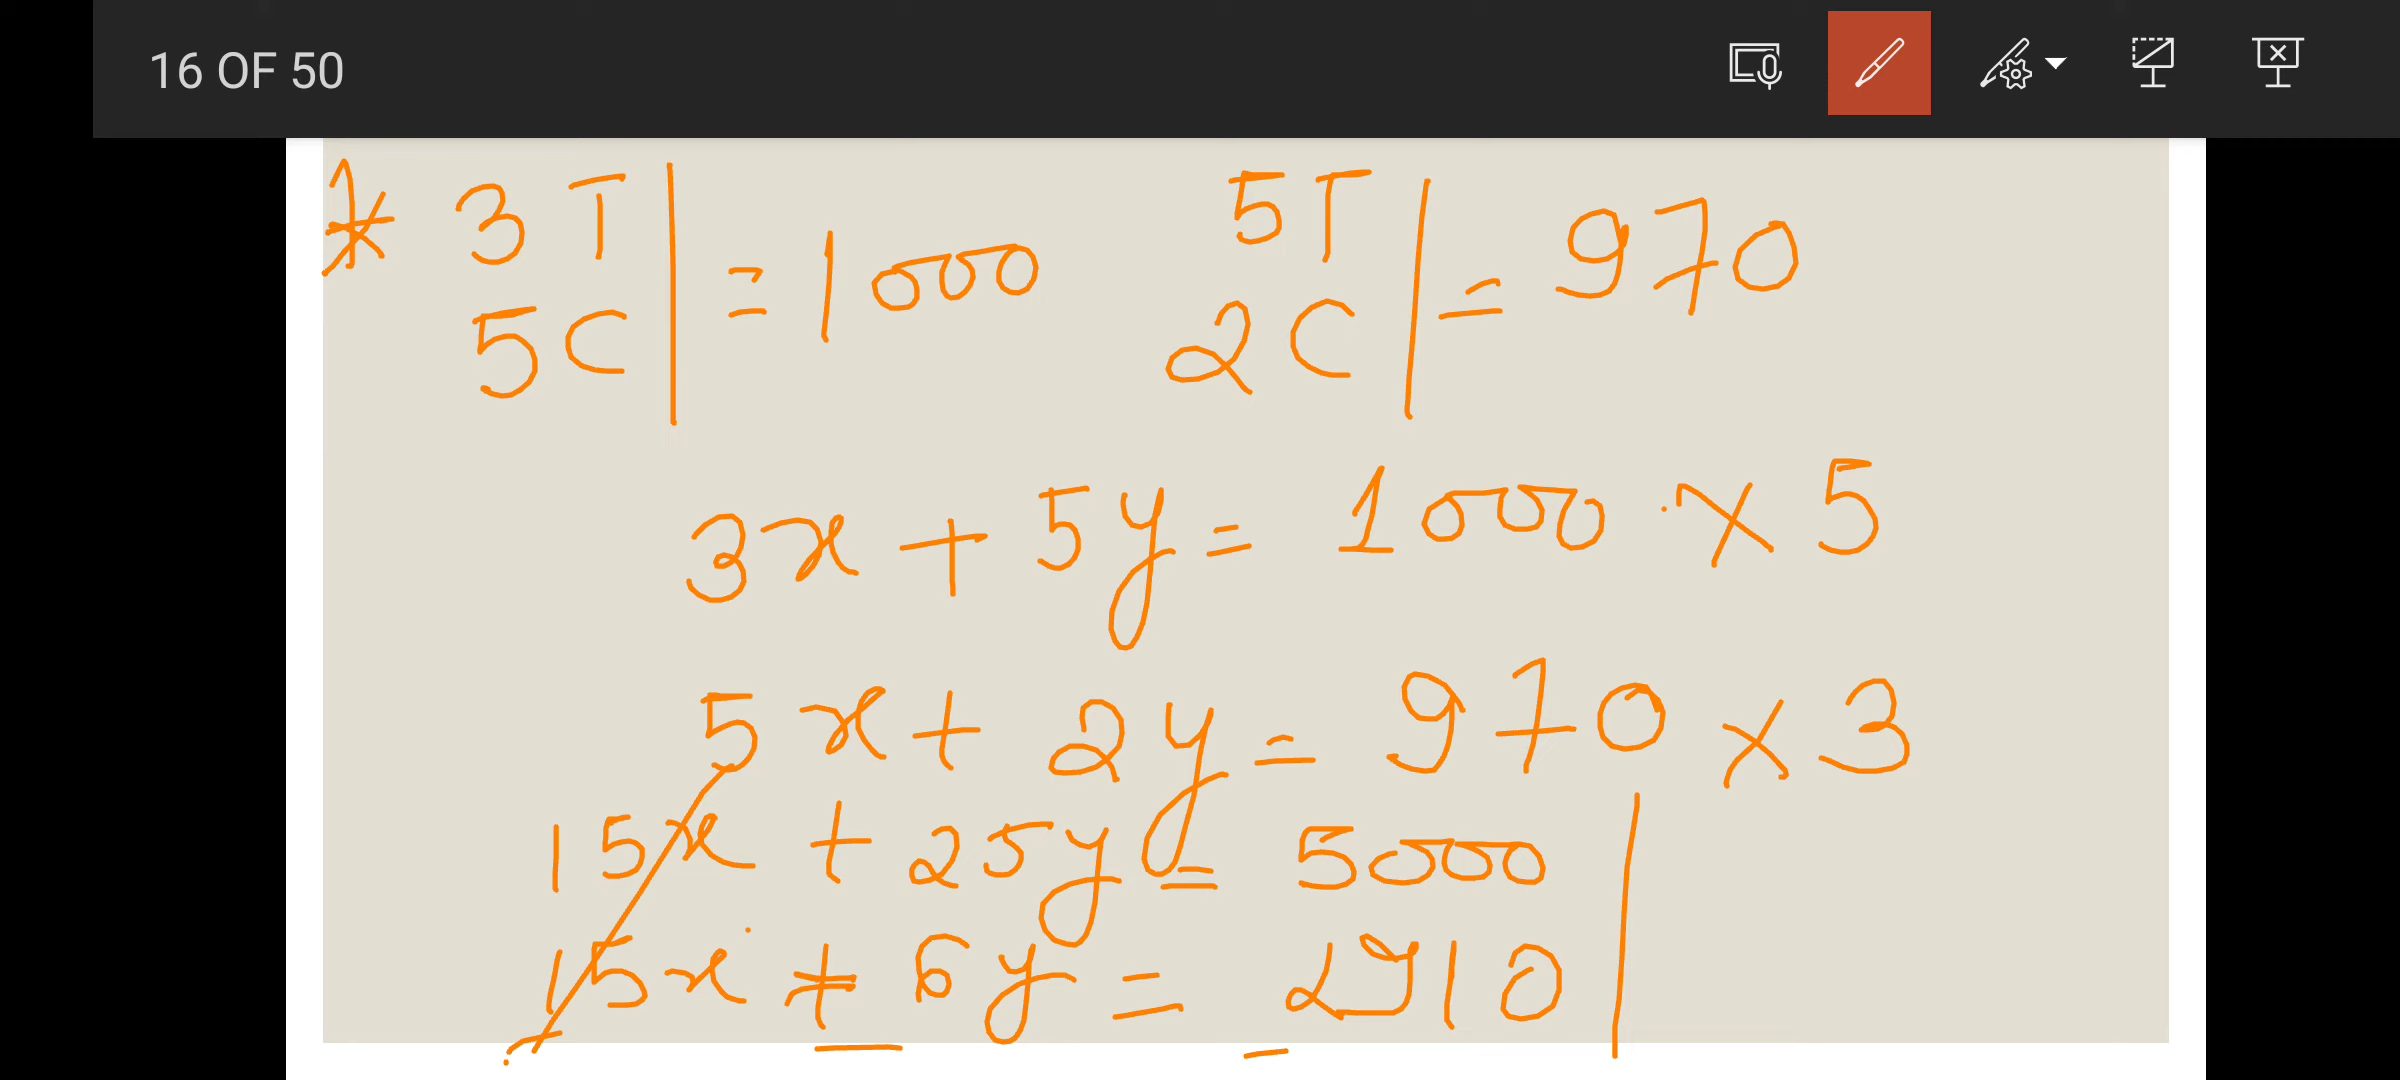 16 OF 50
* 3T = 1000 5T = 970
5C 2C
3x + 5y = 1000 × 5
5x + 2y = 970 × 3
15x + 25y = 5000
15x + 6y = 2910